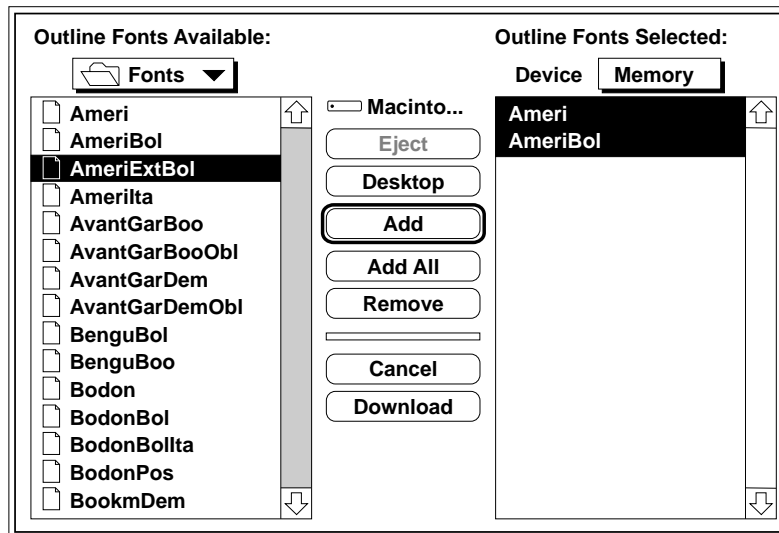 Outline Fonts Available:
Fonts
Ameri
AmeriBol
AmeriExtBol
AmeriIta
AvantGarBoo
AvantGarBooObl
AvantGarDem
AvantGarDemObl
BenguBol
BenguBoo
Bodon
BodonBol
BodonBolIta
BodonPos
BookmDem
Macinto...
Eject
Desktop
Add
Add All
Remove
Cancel
Download
Outline Fonts Selected:
Device Memory
Ameri
AmeriBol